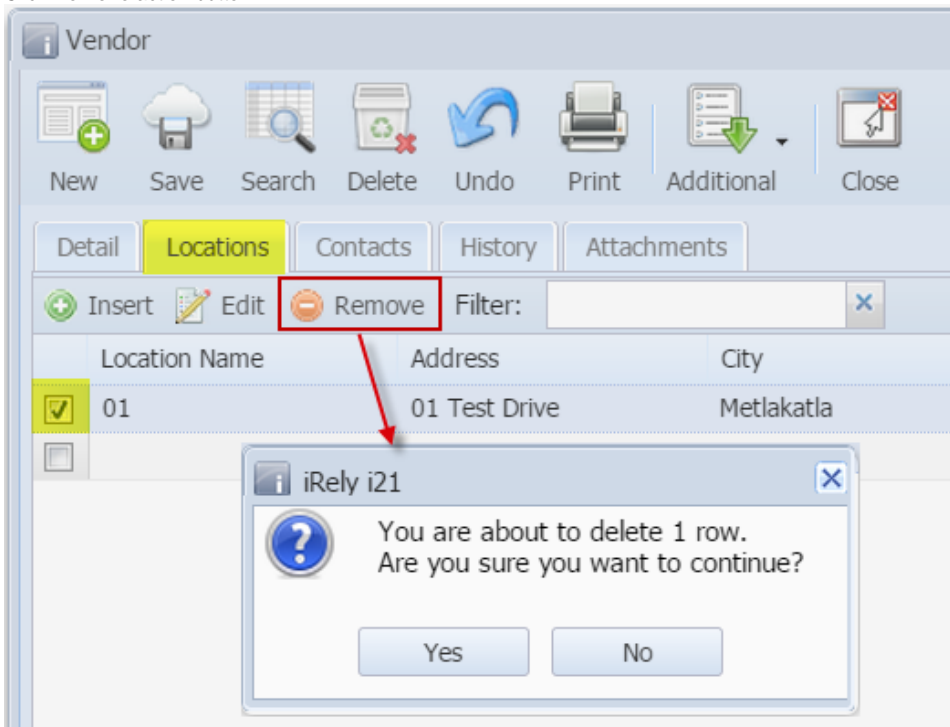 Vendor
New Save Search Delete Undo Print Additional Close
Detail Locations Contacts History Attachments
Insert Edit Remove Filter:
Location Name Address City
01 01 Test Drive Metlakatla
iRely i21
You are about to delete 1 row.
Are you sure you want to continue?
Yes No